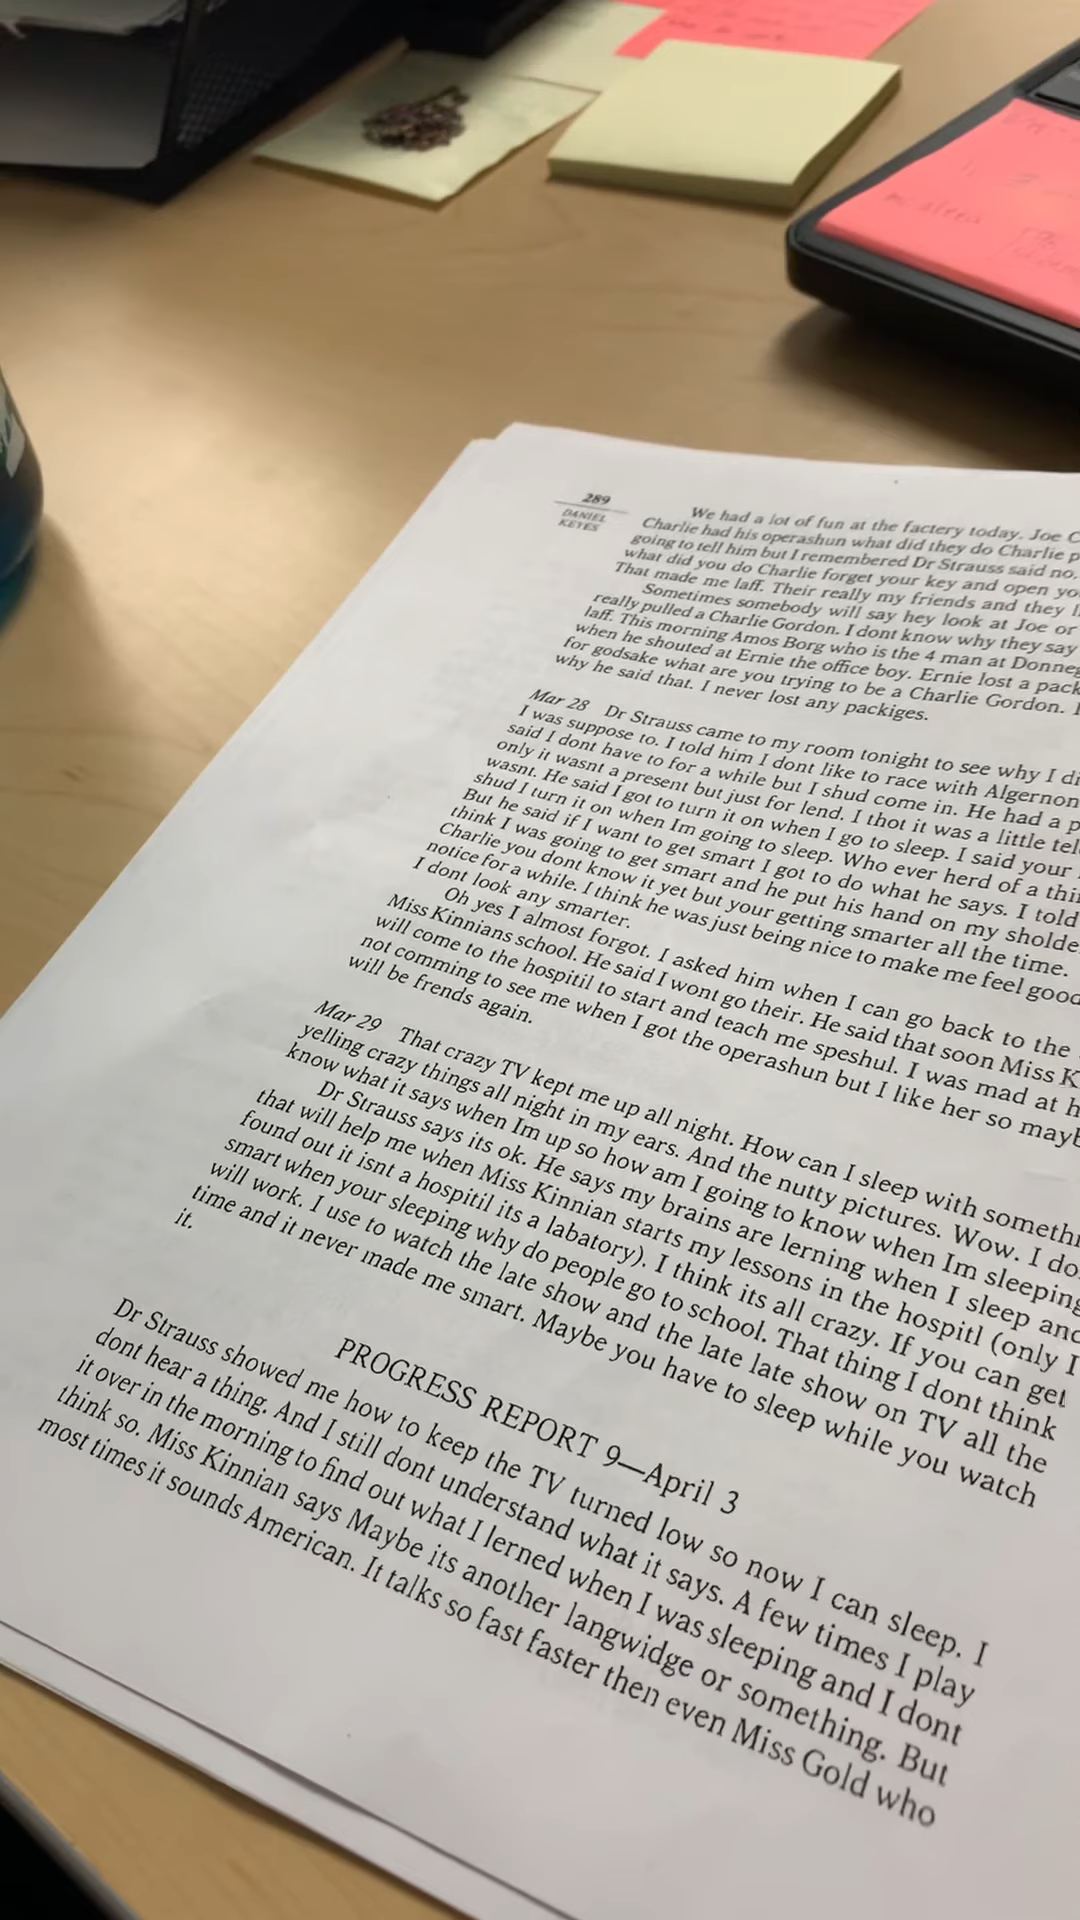 289
DANIEL
KEYES
We had a lot of fun at the factery today. Joe C
Charlie had his operashun what did they do Charlie p
going to tell him but I remembered Dr Strauss said no.
what did you do Charlie forget your key and open yo
That made me laff. Their really my friends and they
Sometimes somebody will say hey look at Joe or
really pulled a Charlie Gordon. I dont know why they say
laff. This morning Amos Borg who is the 4 man at Donneg
when he shouted at Ernie the office boy. Ernie lost a pack
for godsake what are you trying to be a Charlie Gordon.
why he said that. I never lost any packiges.
Mar 28 Dr Strauss came to my room tonight to see why I di
I was suppose to. I told him I dont like to race with Algernon
said I dont have to for a while but I shud come in. He had a p
only it wasnt a present but just for lend. I thot it was a little tel
wasnt. He said I got to turn it on when I go to sleep. I said your
shud I turn it on when Im going to sleep. Who ever herd of a thi
But he said if I want to get smart I got to do what he says. I told
think I was going to get smart and he put his hand on my sholde
Charlie you dont know it yet but your getting smarter all the time.
notice for a while. I think he was just being nice to make me feel good
I dont look any smarter.
Oh yes I almost forgot. I asked him when I can go back to the
Miss Kinnians school. He said I wont go their. He said that soon Miss K
will come to the hospitil to start and teach me speshul. I was mad at h
not comming to see me when I got the operashun but I like her so mayb
will be frends again.
Mar 29 That crazy TV kept me up all night. How can I sleep with somethi
yelling crazy things all night in my ears. And the nutty pictures. Wow. I do
know what it says when Im up so how am I going to know when Im sleeping
Dr Strauss says its ok. He says my brains are lerning when I sleep and
that will help me when Miss Kinnian starts my lessons in the hospitl (only I
found out it isnt a hospitil its a labatory). I think its all crazy. If you can get
smart when your sleeping why do people go to school. That thing I dont think
will work. I use to watch the late show and the late late show on TV all the
time and it never made me smart. Maybe you have to sleep while you watch
it.
PROGRESS REPORT 9—April 3
Dr Strauss showed me how to keep the TV turned low so now I can sleep. I
dont hear a thing. And I still dont understand what it says. A few times I play
it over in the morning to find out what I lerned when I was sleeping and I dont
think so. Miss Kinnian says Maybe its another langwidge or something. But
most times it sounds American. It talks so fast faster then even Miss Gold who